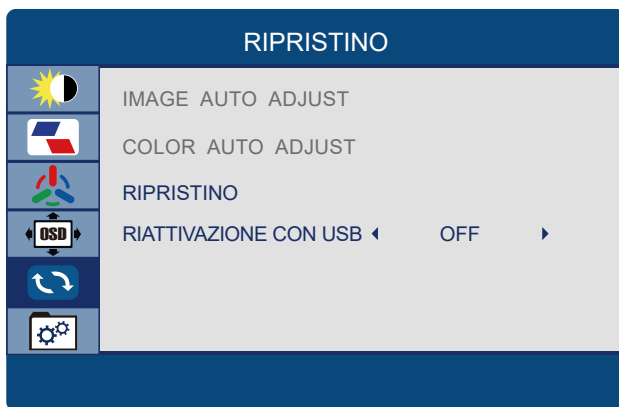 RIPRISTINO
IMAGE AUTO ADJUST
COLOR AUTO ADJUST
RIPRISTINO
RIATTIVAZIONE CON USB OFF
OSD